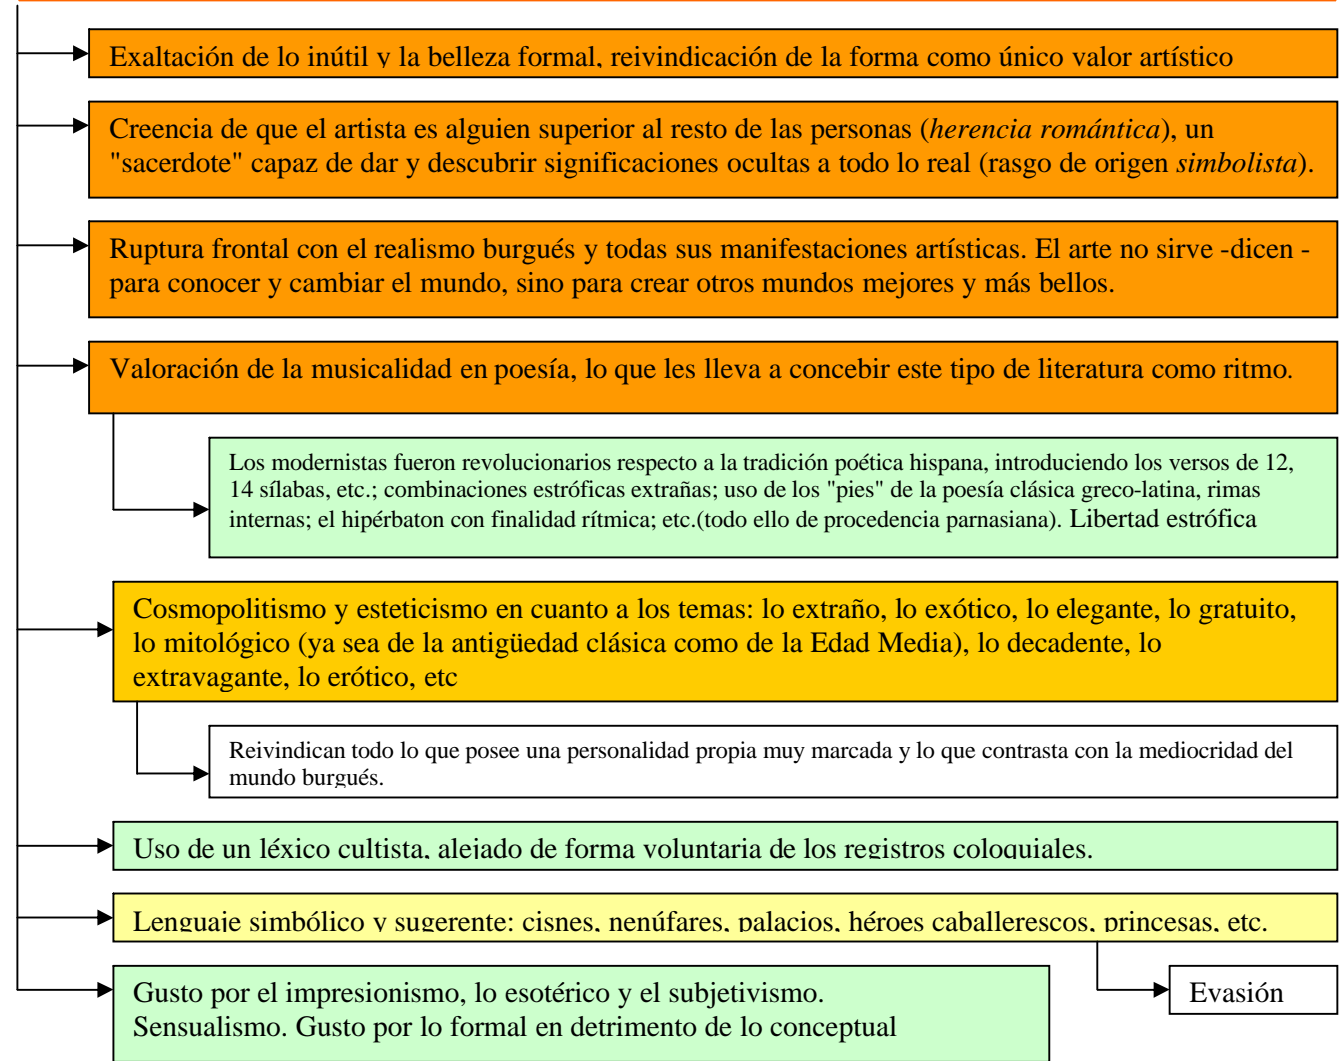 Exaltación de lo inútil y la belleza formal, reivindicación de la forma como único valor artístico
Creencia de que el artista es alguien superior al resto de las personas (herencia romántica), un
"sacerdote" capaz de dar y descubrir significaciones ocultas a todo lo real (rasgo de origen simbolista).
Ruptura frontal con el realismo burgués y todas sus manifestaciones artísticas. El arte no sirve -dicen -
para conocer y cambiar el mundo, sino para crear otros mundos mejores y más bellos.
Valoración de la musicalidad en poesía, lo que les lleva a concebir este tipo de literatura como ritmo.
Los modernistas fueron revolucionarios respecto a la tradición poética hispana, introduciendo los versos de 12,
14 sílabas, etc.; combinaciones estróficas extrañas; uso de los "pies" de la poesía clásica greco-latina, rimas
internas; el hipérbaton con finalidad rítmica; etc.(todo ello de procedencia parnasiana). Libertad estrófica
Cosmopolitismo y esteticismo en cuanto a los temas: lo extraño, lo exótico, lo elegante, lo gratuito,
lo mitológico (ya sea de la antigüedad clásica como de la Edad Media), lo decadente, lo
extravagante, lo erótico, etc
Reivindican todo lo que posee una personalidad propia muy marcada y lo que contrasta con la mediocridad del
mundo burgués.
Uso de un léxico cultista, alejado de forma voluntaria de los registros coloquiales.
Lenguaje simbólico y sugerente: cisnes, nenúfares, palacios, héroes caballerescos, princesas, etc.
Gusto por el impresionismo, lo esotérico y el subjetivismo.
Sensualismo. Gusto por lo formal en detrimento de lo conceptual
Evasión